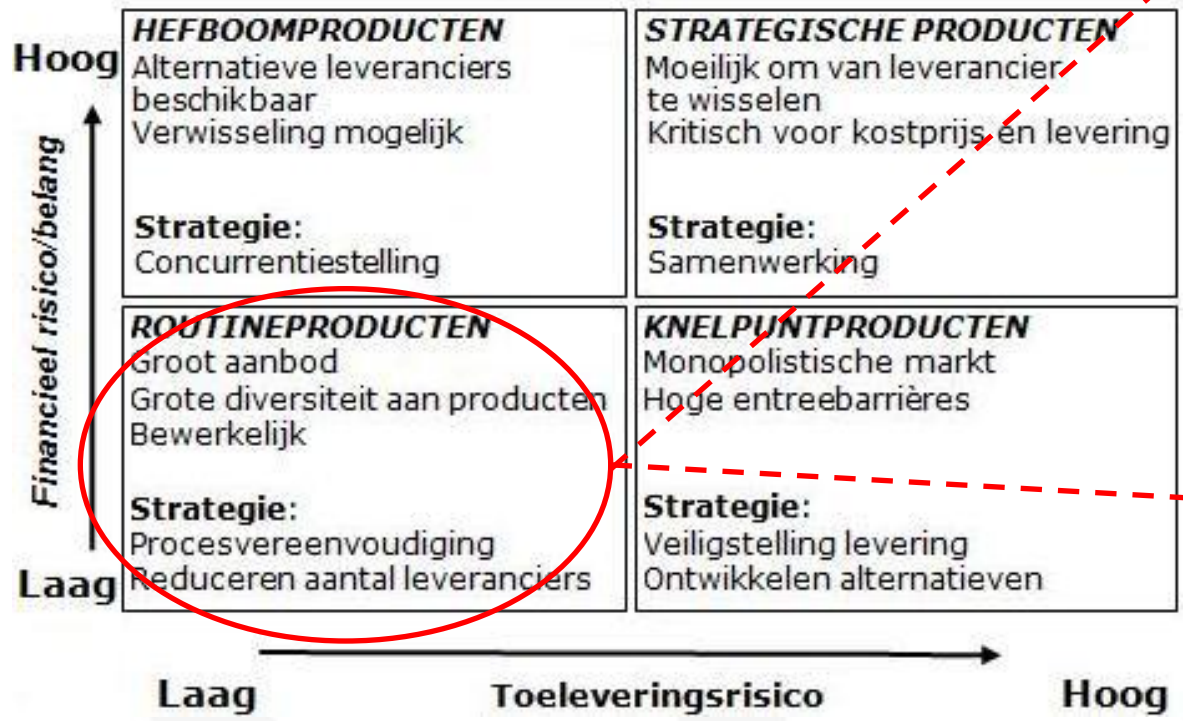 Hoog
Financieel risico/belang
Laag
HEFBOOMPRODUCTEN
Alternatieve leveranciers
beschikbaar
Verwisseling mogelijk
Strategie:
Concurrentiestelling
STRATEGISCHE PRODUCTEN
Moeilijk om van leverancier
te wisselen
Kritisch voor kostprijs en levering
Strategie:
Samenwerking
ROUTINEPRODUCTEN
Groot aanbod
Grote diversiteit aan producten
Bewerkelijk
Strategie:
Procesvereenvoudiging
Reduceren aantal leveranciers
KNELPUNTPRODUCTEN
Monopolistische markt
Hoge entreebarrières
Strategie:
Veiligstelling levering
Ontwikkelen alternatieven
Laag
Toeleveringsrisico
Hoog